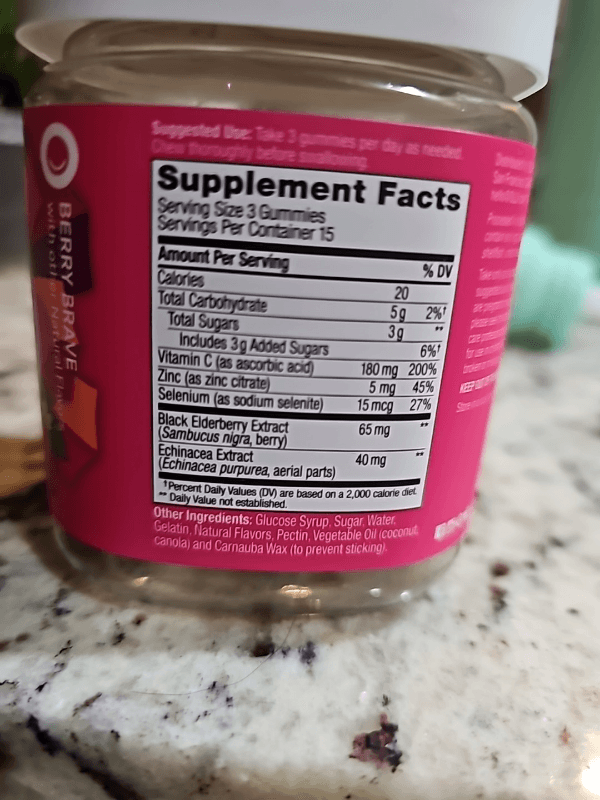 Suggested Use: Take 3 gummies per day as needed.
Chew thoroughly before swallowing.
Supplement Facts
Serving Size 3 Gummies
Servings Per Container 15
Amount Per Serving % DV
Calories 20
Total Carbohydrate 5 g 2%†
Total Sugars 3 g **
Includes 3 g Added Sugars 6%†
Vitamin C (as ascorbic acid) 180 mg 200%
Zinc (as zinc citrate) 5 mg 45%
Selenium (as sodium selenite) 15 mcg 27%
Black Elderberry Extract 65 mg **
(Sambucus nigra, berry)
Echinacea Extract 40 mg **
(Echinacea purpurea, aerial parts)
†Percent Daily Values (DV) are based on a 2,000 calorie diet.
** Daily Value not established.
Other Ingredients: Glucose Syrup, Sugar, Water,
Gelatin, Natural Flavors, Pectin, Vegetable Oil (coconut,
canola) and Carnauba Wax (to prevent sticking).
BERRY BRAVE
with other Natural
KEEP OUT OF